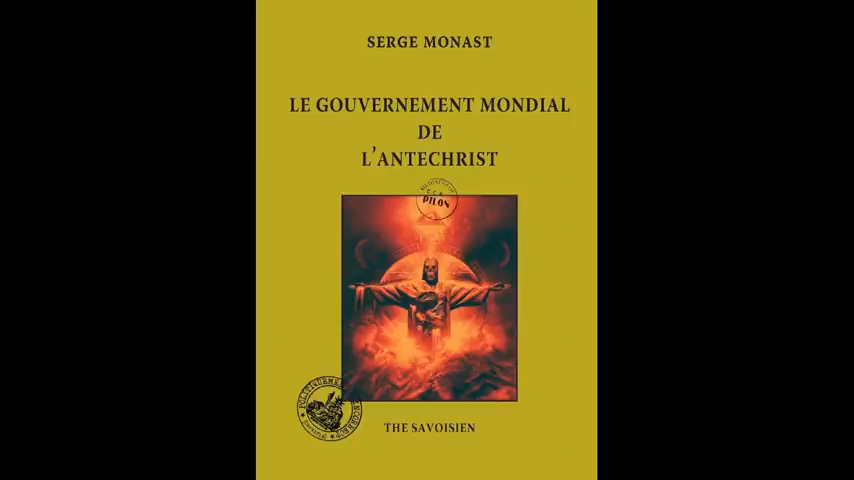 SERGE MONAST
LE GOUVERNEMENT MONDIAL
DE
L'ANTECHRIST
PILON
THE SAVOISIEN